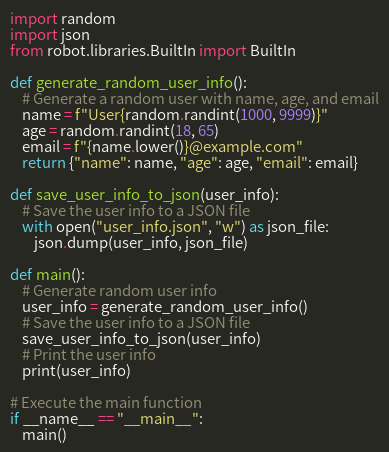 import random
import json
from robot.libraries.BuiltIn import BuiltIn

def generate_random_user_info():
    # Generate a random user with name, age, and email
    name = f"User{random.randint(1000, 9999)}"
    age = random.randint(18, 65)
    email = f"{name.lower()}@example.com"
    return {"name": name, "age": age, "email": email}

def save_user_info_to_json(user_info):
    # Save the user info to a JSON file
    with open("user_info.json", "w") as json_file:
        json.dump(user_info, json_file)

def main():
    # Generate random user info
    user_info = generate_random_user_info()
    # Save the user info to a JSON file
    save_user_info_to_json(user_info)
    # Print the user info
    print(user_info)

# Execute the main function
if __name__ == "__main__":
    main()